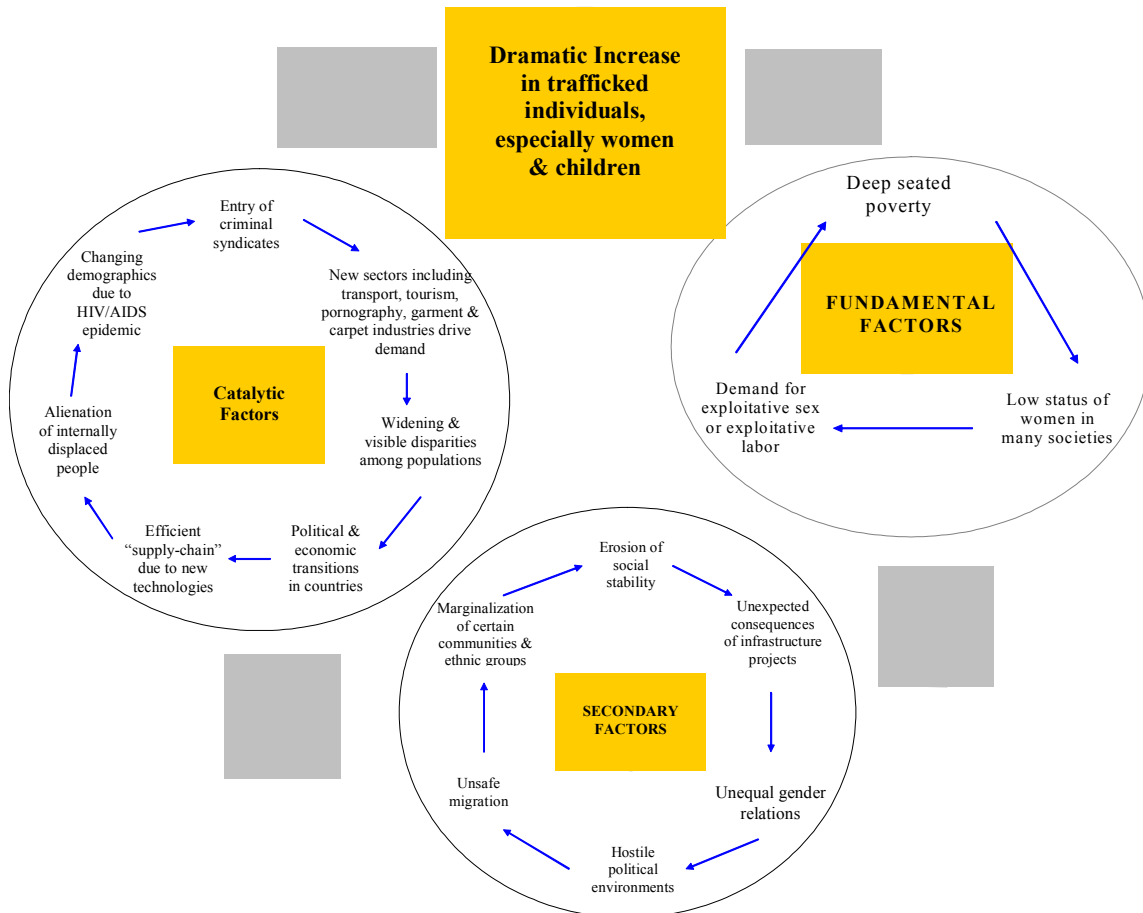 Dramatic Increase
in trafficked
individuals,
especially women
& children
Entry of
criminal
syndicates
New sectors including
transport, tourism,
pornography, garment &
carpet industries drive
demand
Widening &
visible disparities
among populations
Political &
economic
transitions
in countries
Efficient
“supply-chain”
due to new
technologies
Alienation
of internally
displaced
people
Changing
demographics
due to
HIV/AIDS
epidemic
Catalytic
Factors
Deep seated
poverty
FUNDAMENTAL
FACTORS
Low status of
women in
many societies
Demand for
exploitative sex
or exploitative
labor
Erosion of
social
stability
Unexpected
consequences
of infrastructure
projects
Unequal gender
relations
Hostile
political
environments
Unsafe
migration
Marginalization
of certain
communities &
ethnic groups
SECONDARY
FACTORS